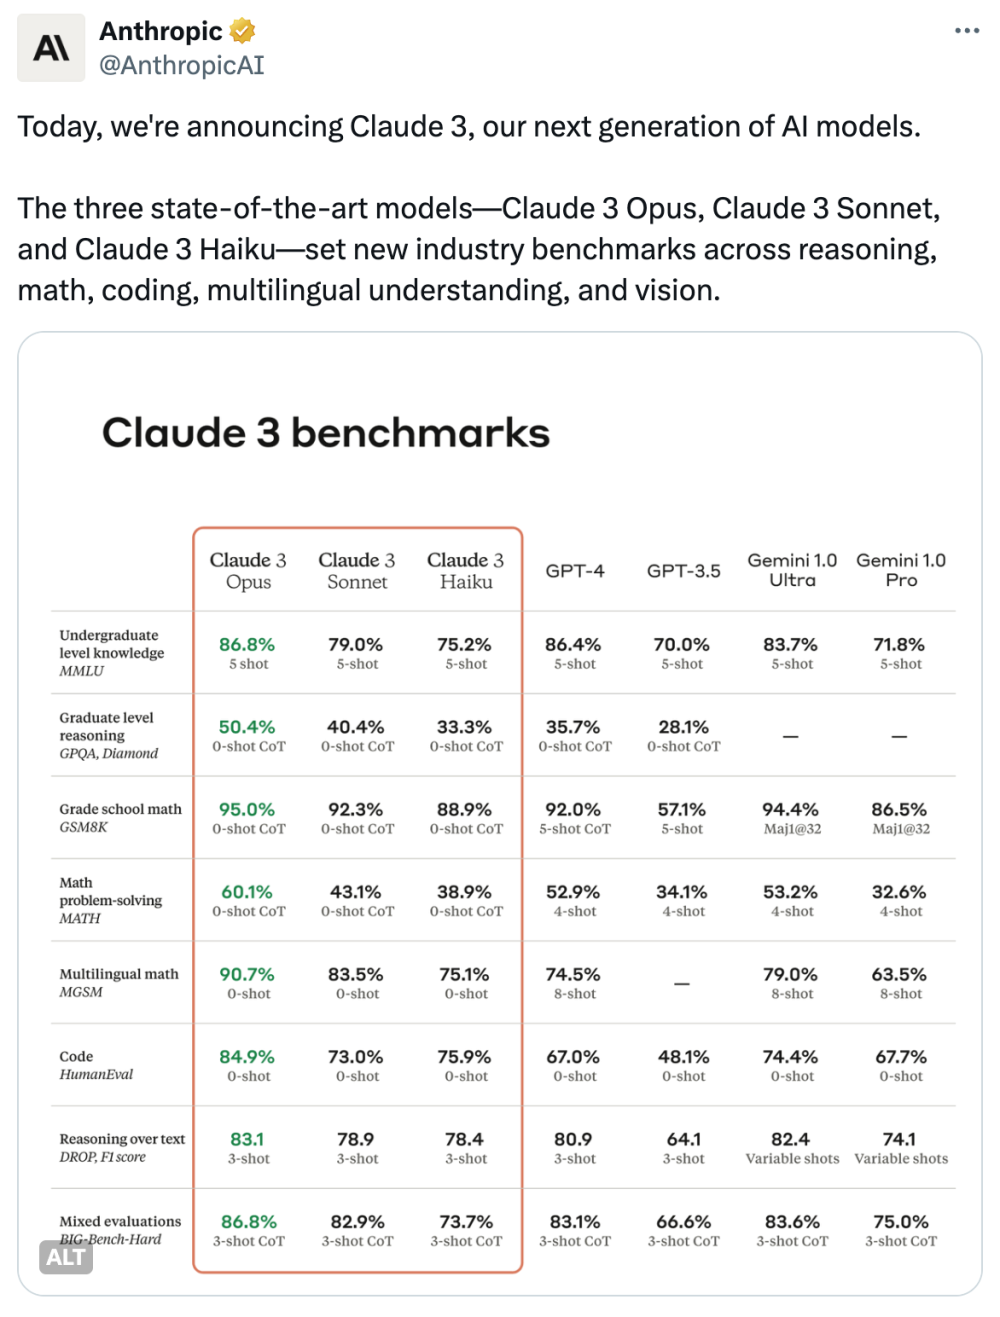 Anthropic
@AnthropicAI
Today, we're announcing Claude 3, our next generation of AI models.
The three state-of-the-art models—Claude 3 Opus, Claude 3 Sonnet,
and Claude 3 Haiku—set new industry benchmarks across reasoning,
math, coding, multilingual understanding, and vision.
Claude 3 benchmarks
Claude 3 Opus Claude 3 Sonnet Claude 3 Haiku GPT-4 GPT-3.5 Gemini 1.0 Ultra Gemini 1.0 Pro
Undergraduate
level knowledge
MMLU
86.8% 79.0% 75.2% 86.4% 70.0% 83.7% 71.8%
5 shot 5-shot 5-shot 5-shot 5-shot 5-shot 5-shot
Graduate level
reasoning
GPQA, Diamond
50.4% 40.4% 33.3% 35.7% 28.1% — —
0-shot CoT 0-shot CoT 0-shot CoT 0-shot CoT 0-shot CoT
Grade school math
GSM8K
95.0% 92.3% 88.9% 92.0% 57.1% 94.4% 86.5%
0-shot CoT 0-shot CoT 0-shot CoT 5-shot CoT 5-shot Maj1@32 Maj1@32
Math
problem-solving
MATH
60.1% 43.1% 38.9% 52.9% 34.1% 53.2% 32.6%
0-shot CoT 0-shot CoT 0-shot CoT 4-shot 4-shot 4-shot 4-shot
Multilingual math
MGSM
90.7% 83.5% 75.1% 74.5% — 79.0% 63.5%
0-shot 0-shot 0-shot 8-shot 8-shot 8-shot
Code
HumanEval
84.9% 73.0% 75.9% 67.0% 48.1% 74.4% 67.7%
0-shot 0-shot 0-shot 0-shot 0-shot 0-shot 0-shot
Reasoning over text
DROP, F1 score
83.1 78.9 78.4 80.9 64.1 82.4 74.1
3-shot 3-shot 3-shot 3-shot 3-shot Variable shots Variable shots
Mixed evaluations
BIG-Bench-Hard
86.8% 82.9% 73.7% 83.1% 66.6% 83.6% 75.0%
3-shot CoT 3-shot CoT 3-shot CoT 3-shot CoT 3-shot CoT 3-shot CoT 3-shot CoT
ALT